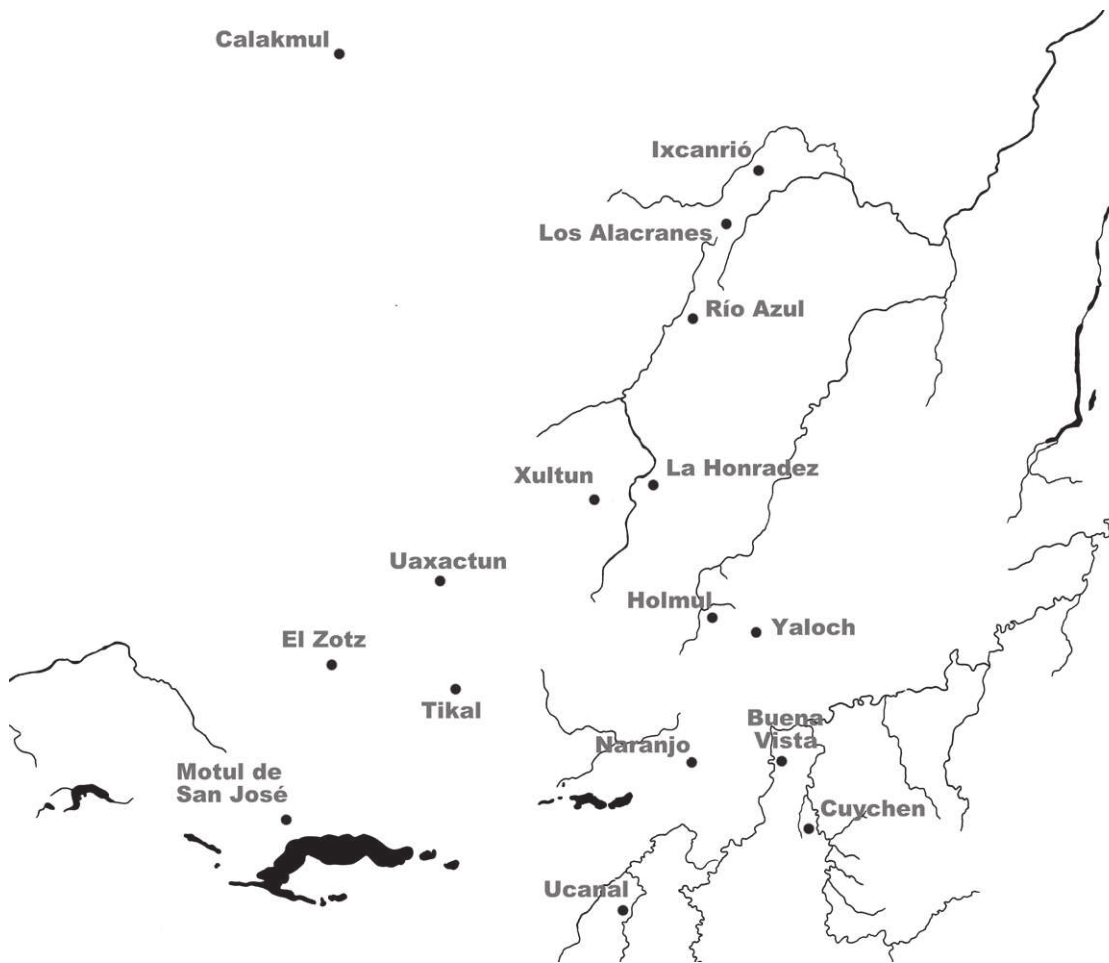 Calakmul
Ixcanrió
Los Alacranes
Río Azul
La Honradez
Xultun
Uaxactun
Holmul
Yaloch
El Zotz
Tikal
Buena
Vista
Naranjo
Motul de
San José
Cuychen
Ucanal